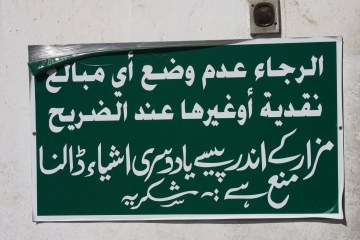 الرجاء عدم وضع أي مبالغ
نقدية أوغيرها عند الضريح
مزار کے اندر پیسے یا دوسری اشیاء ڈالنا
منع ہے :۔ شکریہ